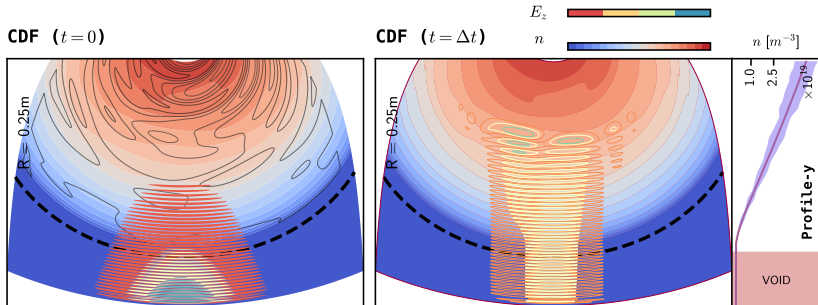 E_z
CDF (t = 0)
CDF (t = Δt)
n
n [m^{-3}]
R = 0.25m
R = 0.25m
1.0
2.5
×10^{19}
Profile-y
VOID